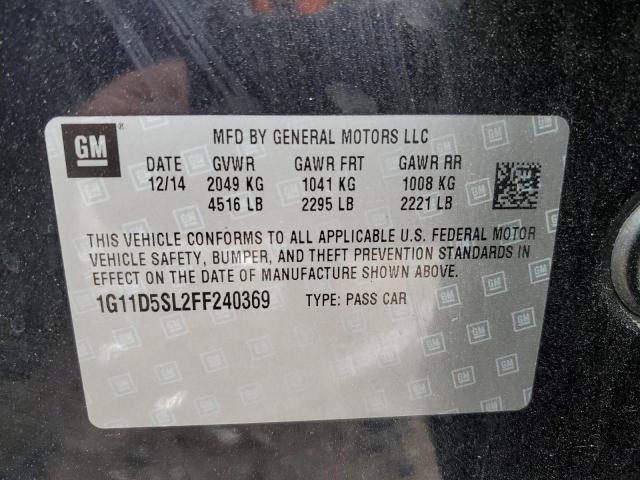 GM
MFD BY GENERAL MOTORS LLC
DATE GVWR GAWR FRT GAWR RR
12/14 2049 KG 1041 KG 1008 KG
4516 LB 2295 LB 2221 LB
THIS VEHICLE CONFORMS TO ALL APPLICABLE U.S. FEDERAL MOTOR
VEHICLE SAFETY, BUMPER, AND THEFT PREVENTION STANDARDS IN
EFFECT ON THE DATE OF MANUFACTURE SHOWN ABOVE.
1G11D5SL2FF240369 TYPE: PASS CAR